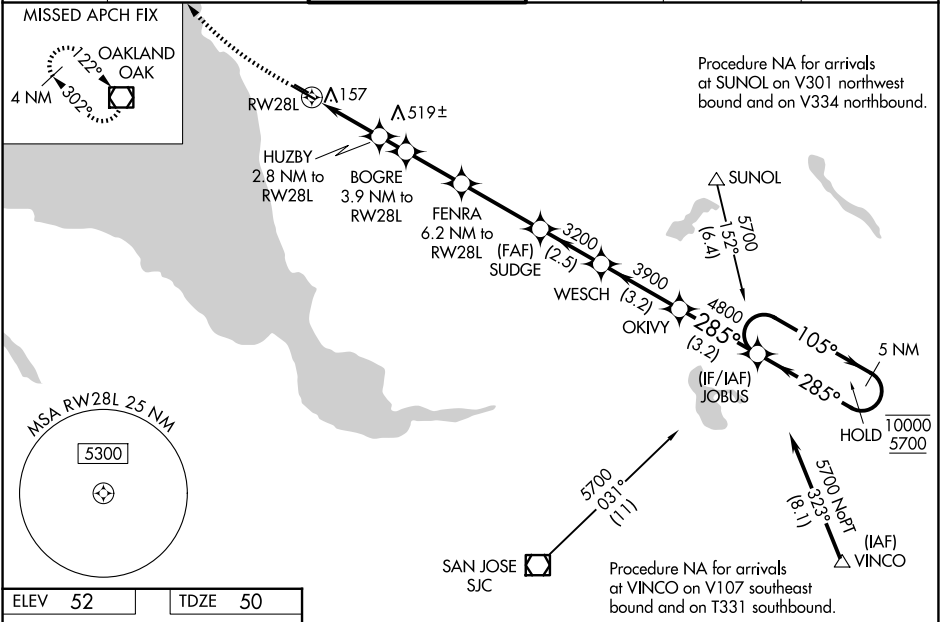 MISSED APCH FIX
OAKLAND
OAK
122°
4 NM
302°
RW28L
157
519±
HUZBY
2.8 NM to
RW28L
BOGRE
3.9 NM to
RW28L
FENRA
6.2 NM to
RW28L
(FAF)
SUDGE
3200
(2.5)
WESCH
3900
(3.2)
OKIVY
4800
285°
(3.2)
(IF/IAF)
JOBUS
Procedure NA for arrivals
at SUNOL on V301 northwest
bound and on V334 northbound.
SUNOL
5700
152°
(6.4)
105°
5 NM
285°
HOLD
10000
5700
MSA RW28L 25 NM
5300
5700
031°
(11)
SAN JOSE
SJC
5700 NoPT
323°
(8.1)
(IAF)
VINCO
Procedure NA for arrivals
at VINCO on V107 southeast
bound and on T331 southbound.
ELEV 52
TDZE 50